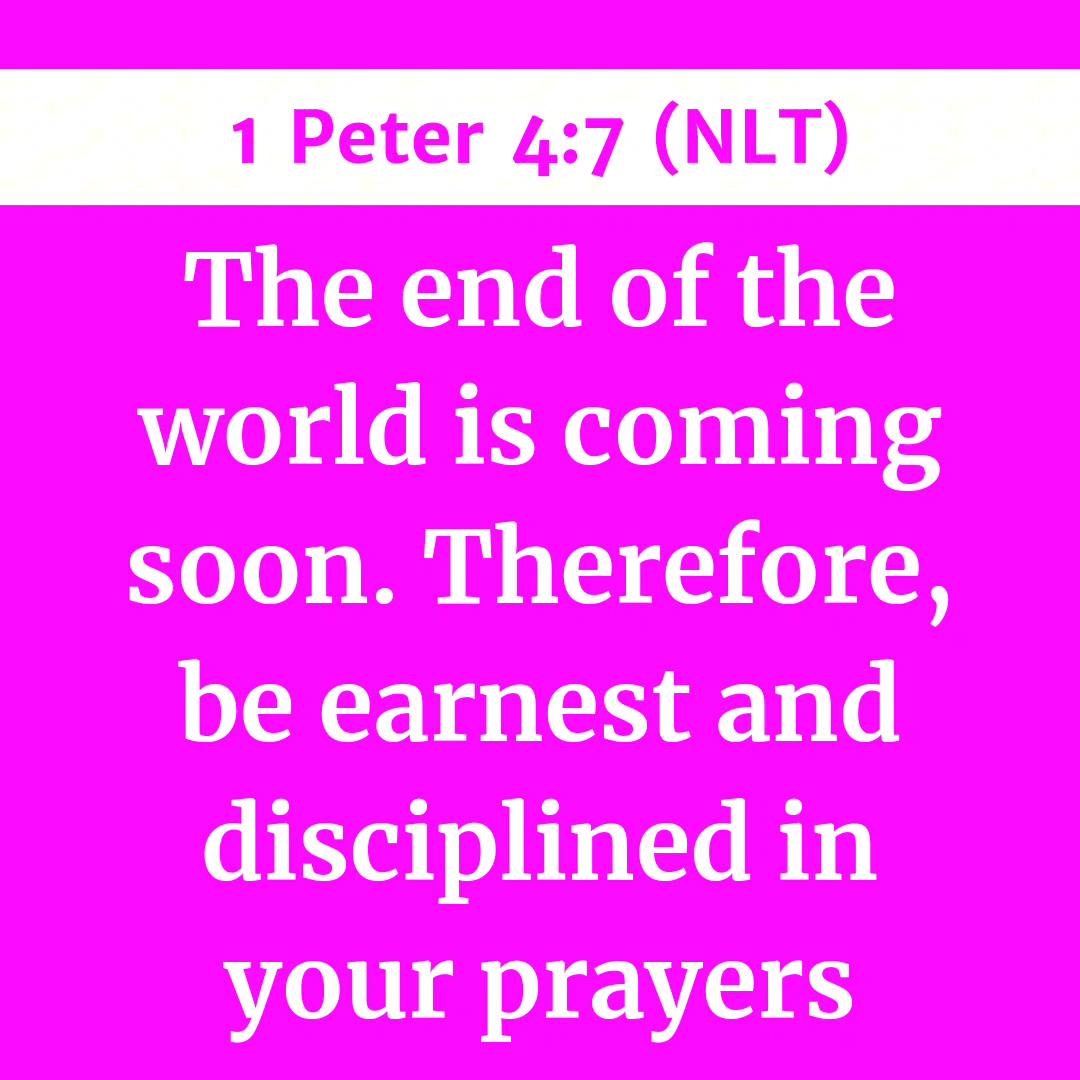 1 Peter 4:7 (NLT)
The end of the
world is coming
soon. Therefore,
be earnest and
disciplined in
your prayers